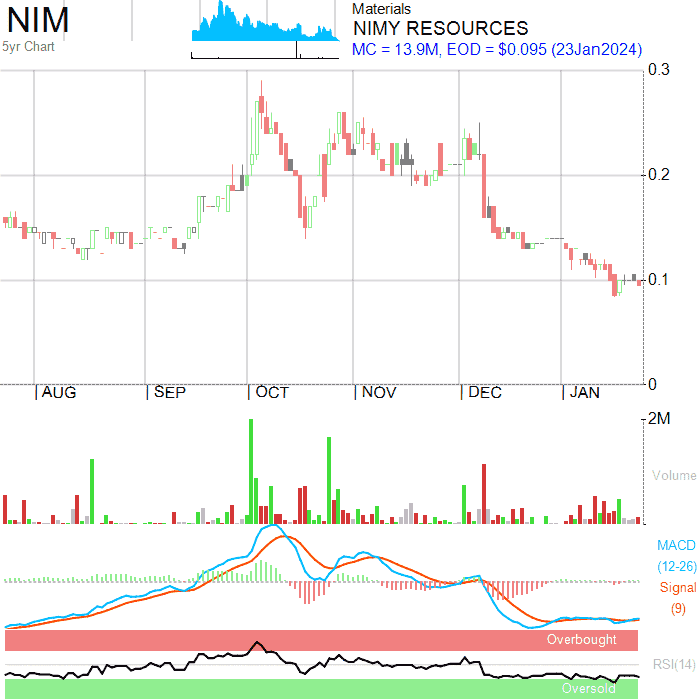 NIM
5yr Chart
Materials
NIMY RESOURCES
MC = 13.9M, EOD = $0.095 (23Jan2024)
0.3
0.2
0.1
0
AUG SEP OCT NOV DEC JAN
2M
Volume
MACD
(12-26)
Signal
(9)
Overbought
RSI(14)
Oversold